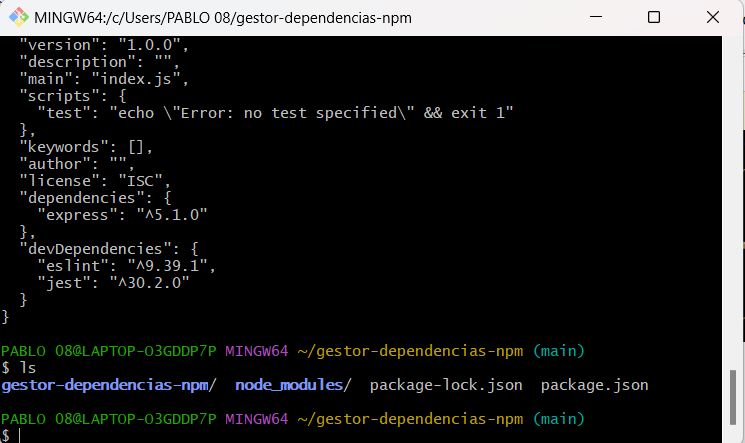 MINGW64:/c/Users/PABLO 08/gestor-dependencias-npm
"version": "1.0.0",
"description": "",
"main": "index.js",
"scripts": {
"test": "echo \"Error: no test specified\" && exit 1"
},
"keywords": [],
"author": "",
"license": "ISC",
"dependencies": {
"express": "^5.1.0"
},
"devDependencies": {
"eslint": "^9.39.1",
"jest": "^30.2.0"
}
}
PABLO 08@LAPTOP-O3GDDP7P MINGW64 ~/gestor-dependencias-npm (main)
$ ls
gestor-dependencias-npm/ node_modules/ package-lock.json package.json
PABLO 08@LAPTOP-O3GDDP7P MINGW64 ~/gestor-dependencias-npm (main)
$